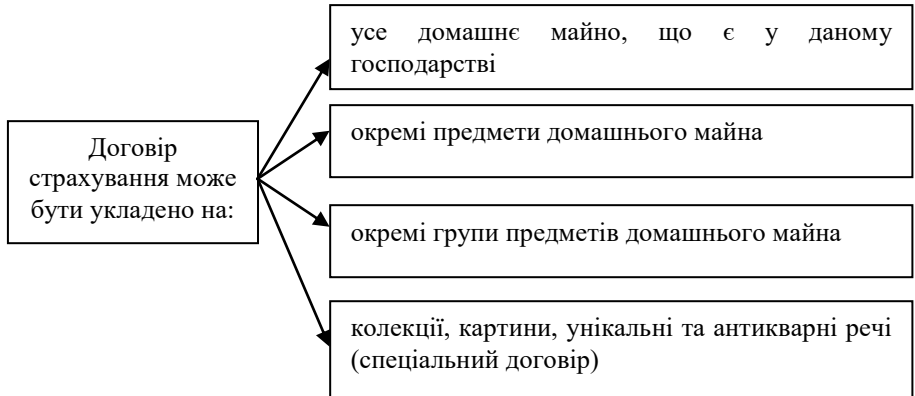 Договір
страхування може
бути укладено на:
усе домашнє майно, що є у даному
господарстві
окремі предмети домашнього майна
окремі групи предметів домашнього майна
колекції, картини, унікальні та антикварні речі
(спеціальний договір)